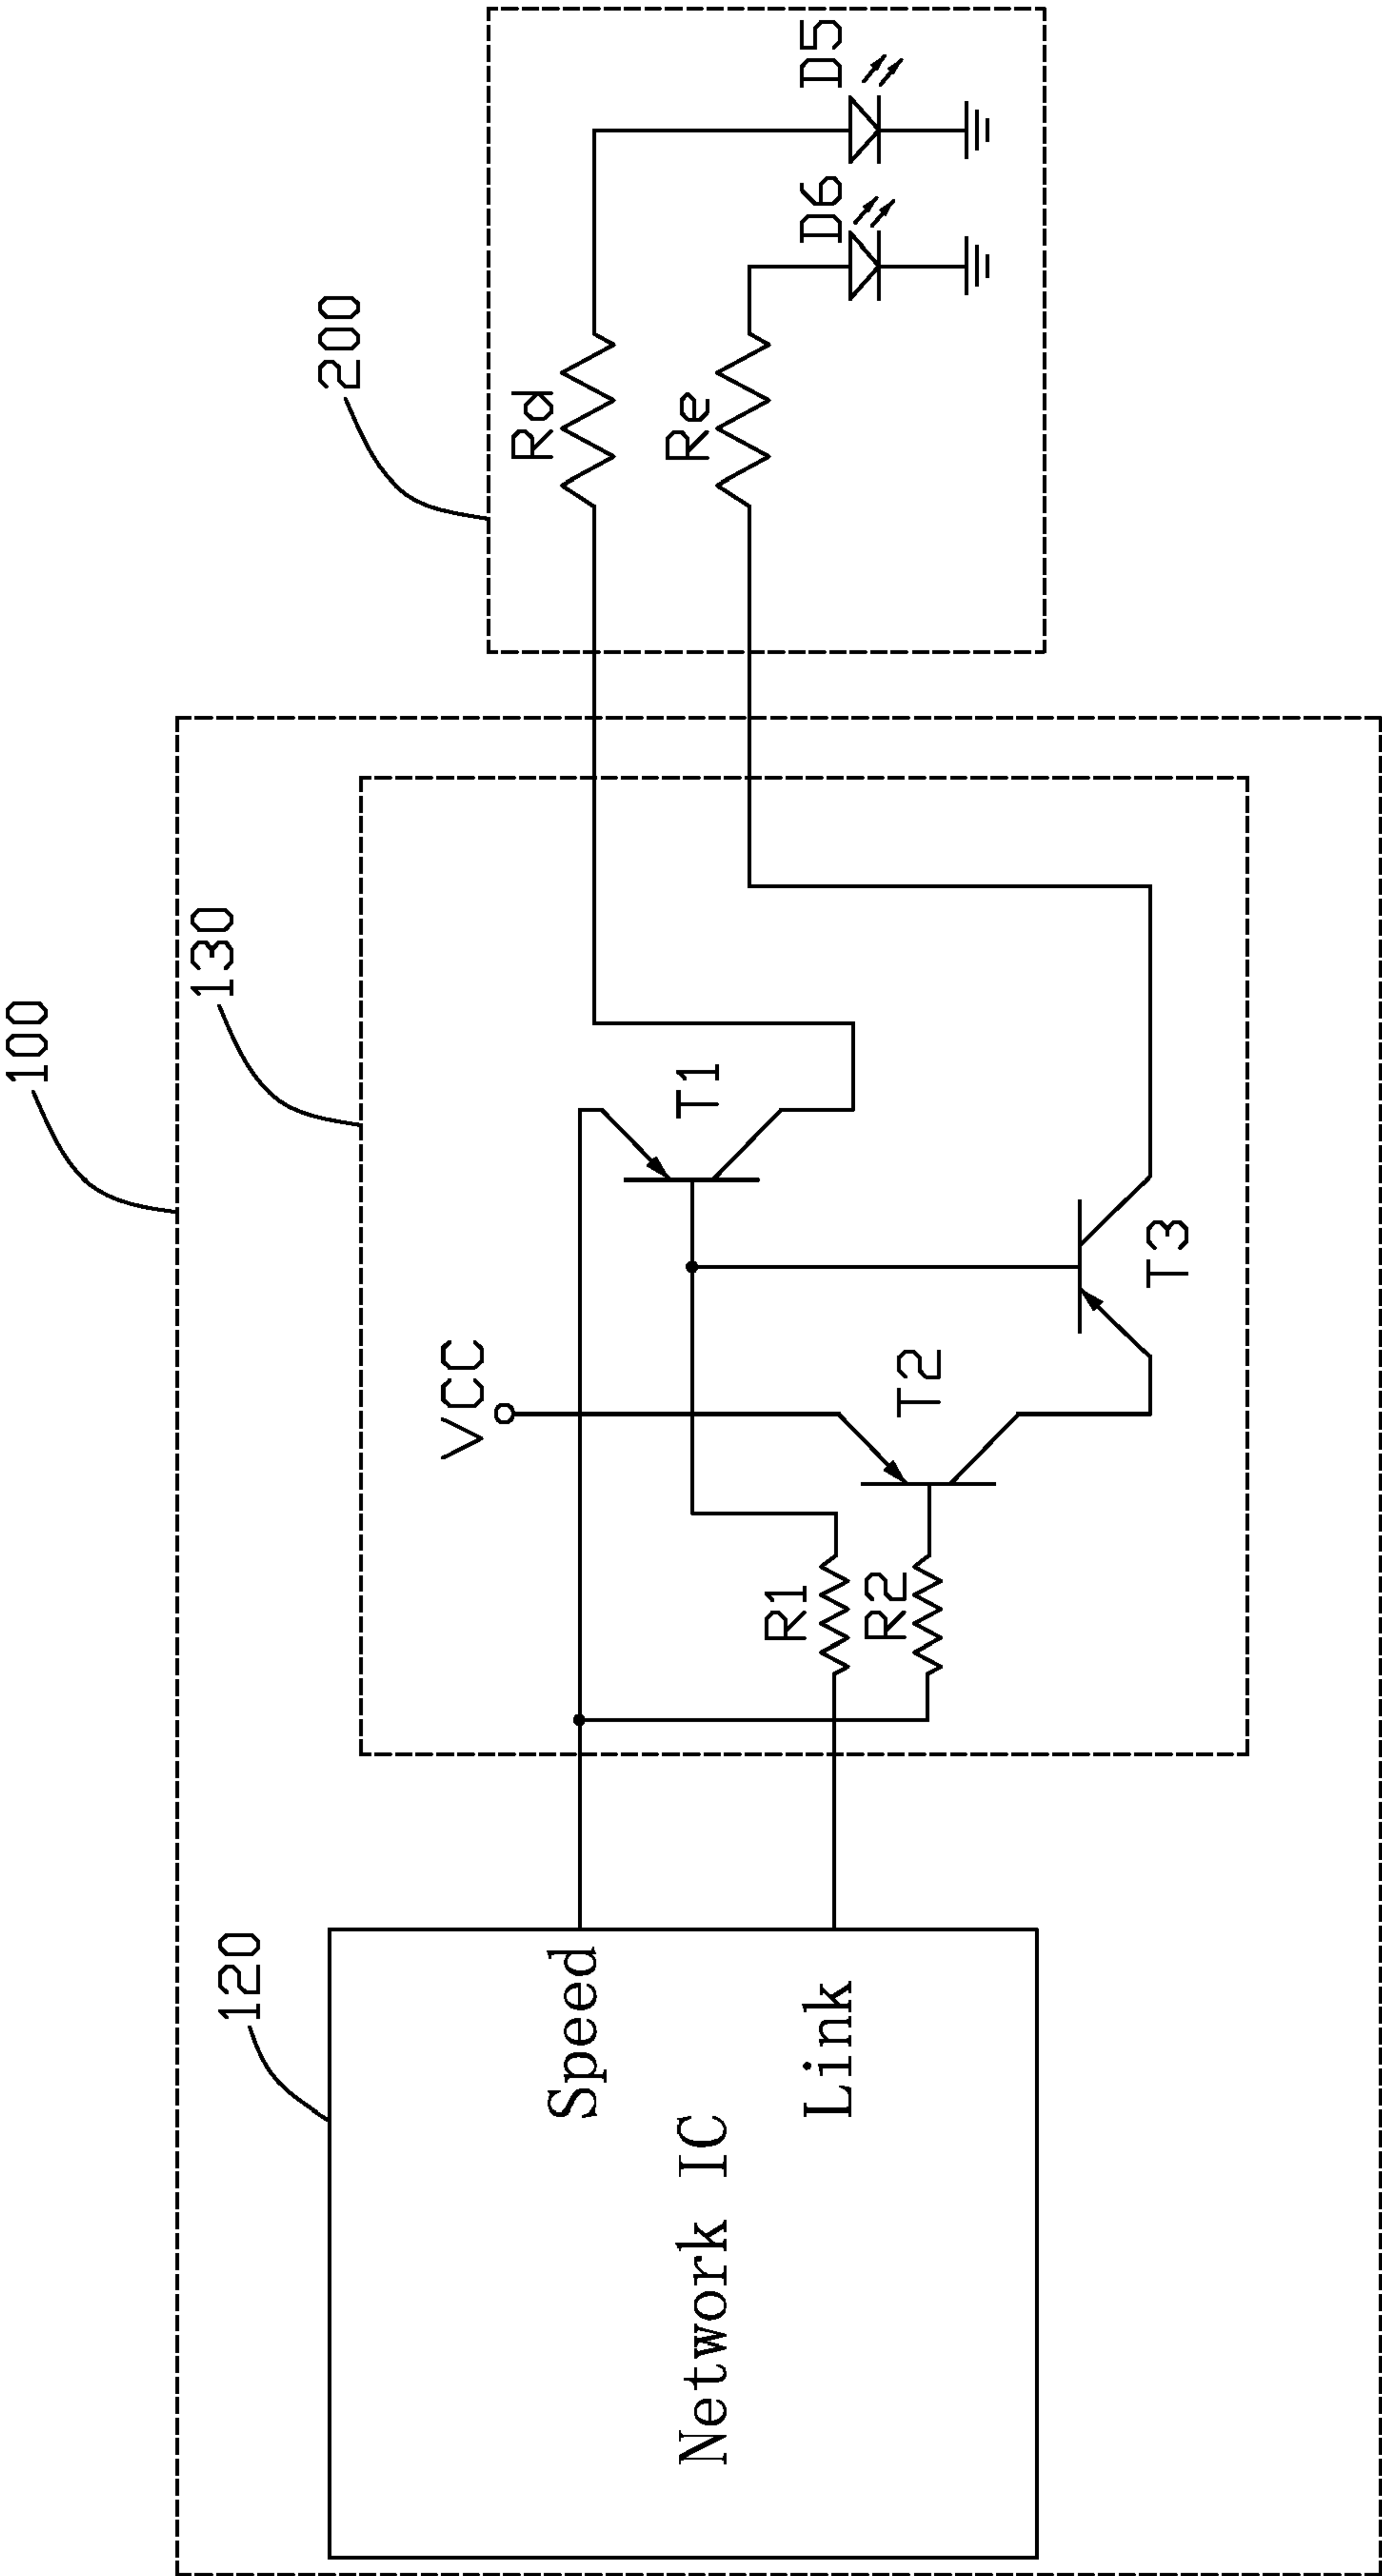 100
130
200
120
Network IC
Speed
Link
VCC
R1
R2
T1
T2
T3
Rd
Re
D5
D6